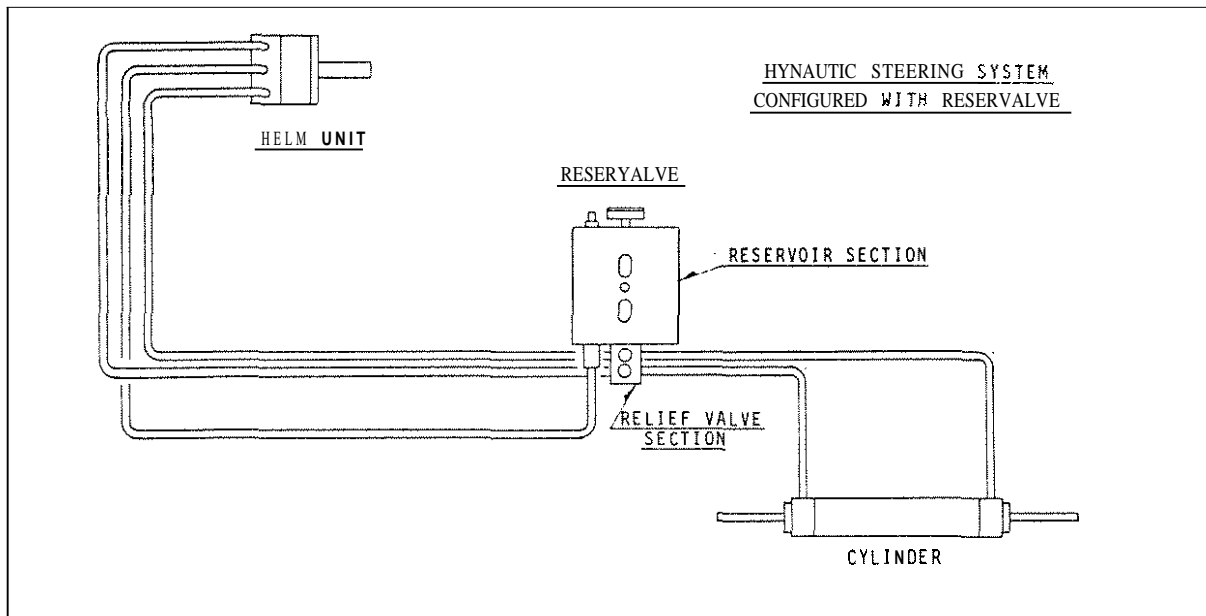 HYNAUTIC STEERING SYSTEM
CONFIGURED WITH RESERVALVE
HELM UNIT
RESERYALVE
RESERVOIR SECTION
RELIEF VALVE
SECTION
CYLINDER